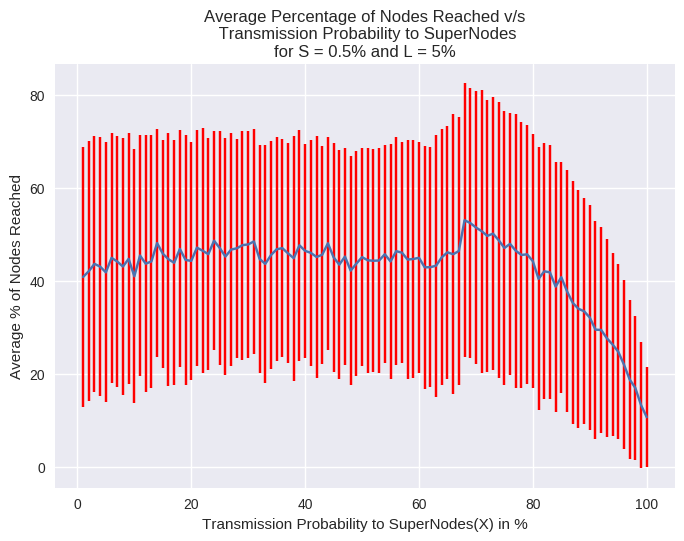 Average Percentage of Nodes Reached v/s
Transmission Probability to SuperNodes
for S = 0.5% and L = 5%
Average % of Nodes Reached
80
60
40
20
0
0 20 40 60 80 100
Transmission Probability to SuperNodes(X) in %